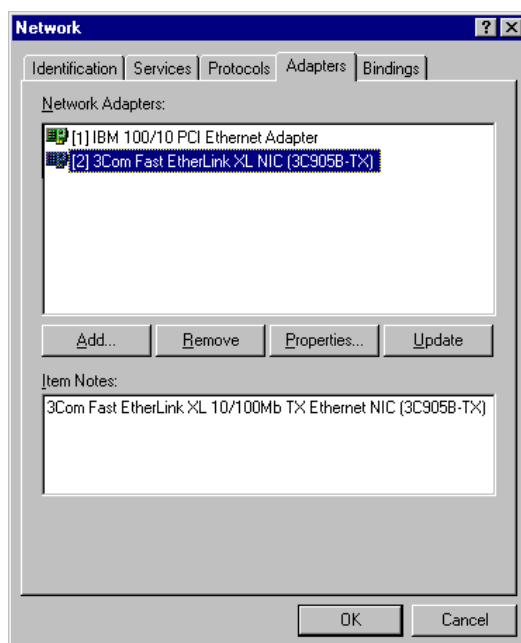 Network
Identification Services Protocols Adapters Bindings
Network Adapters:
[1] IBM 100/10 PCI Ethernet Adapter
[2] 3Com Fast EtherLink XL NIC (3C905B-TX)
Add... Remove Properties... Update
Item Notes:
3Com Fast EtherLink XL 10/100Mb TX Ethernet NIC (3C905B-TX)
OK Cancel